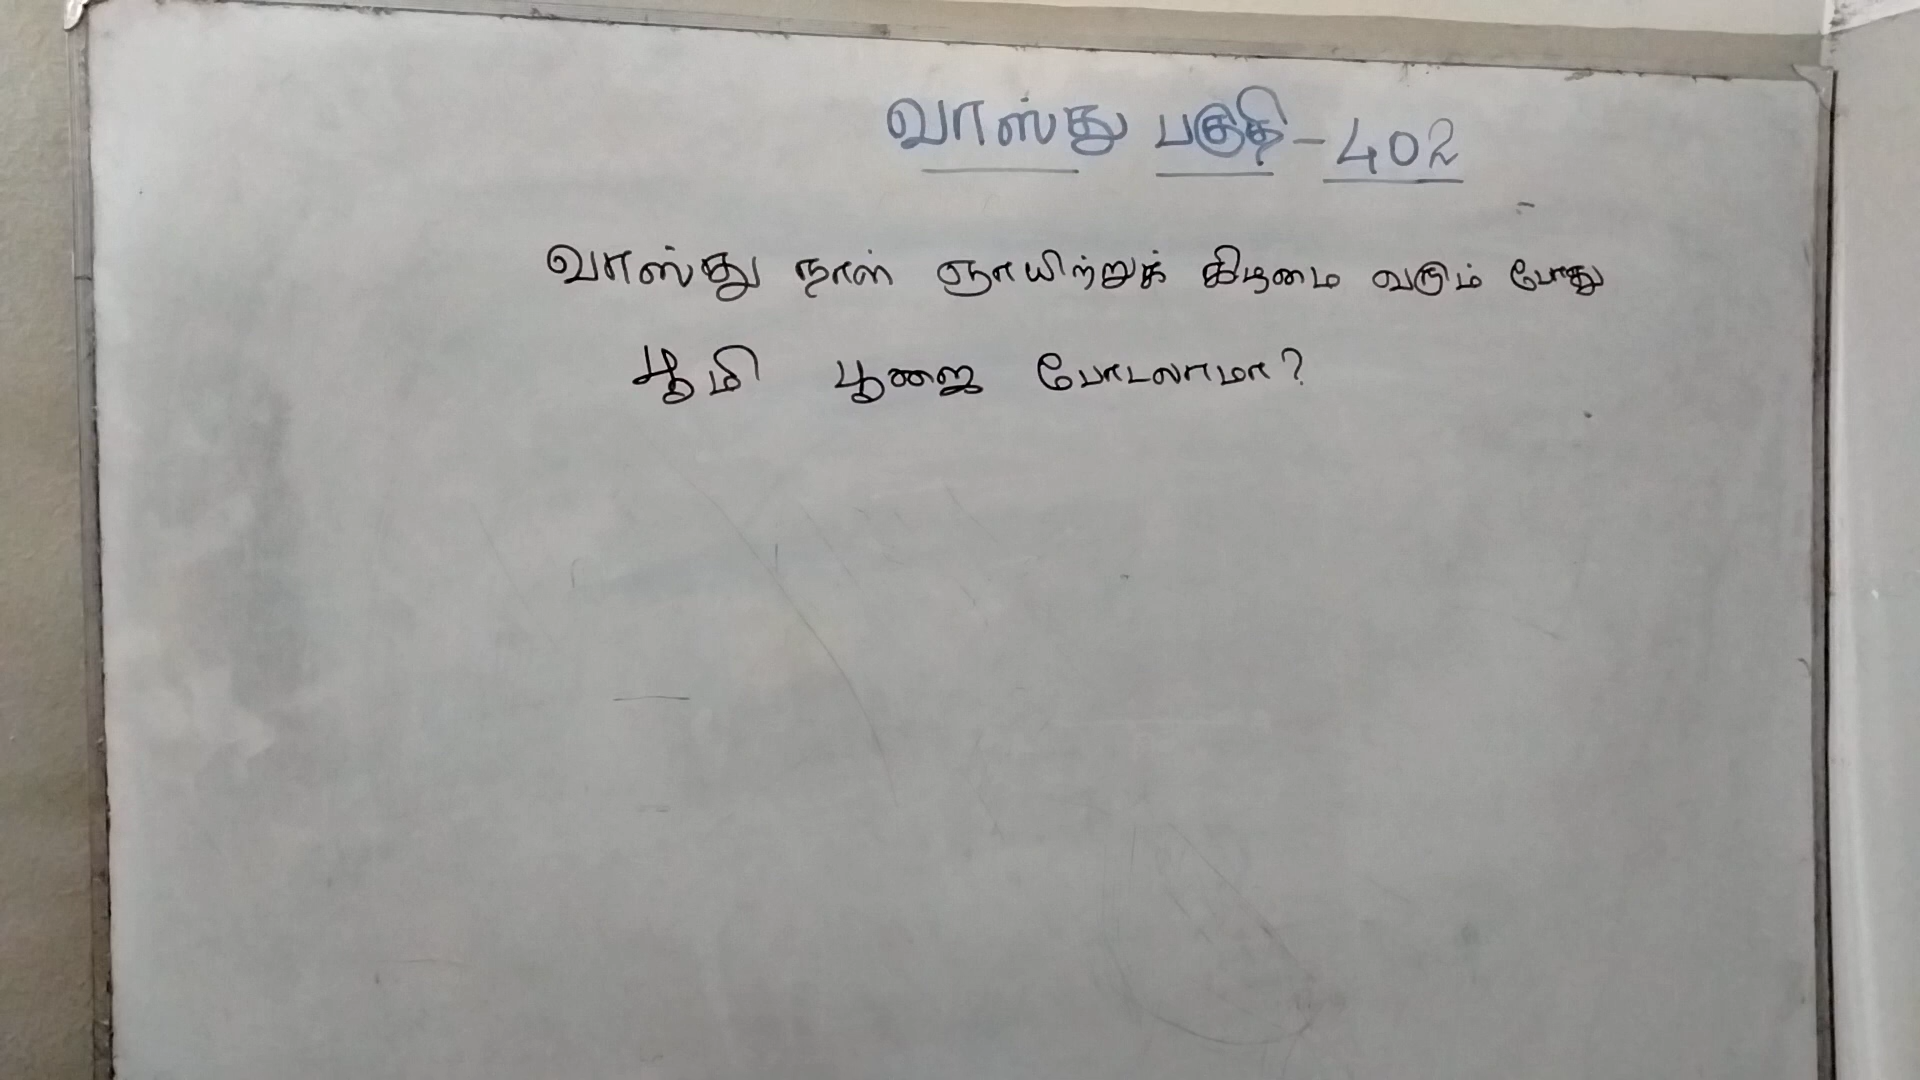 வாஸ்து பகுதி - 402
வாஸ்து நாள் ஞாயிற்றுக் கிழமை வரும் போது
பூமி பூஜை போடலாமா?